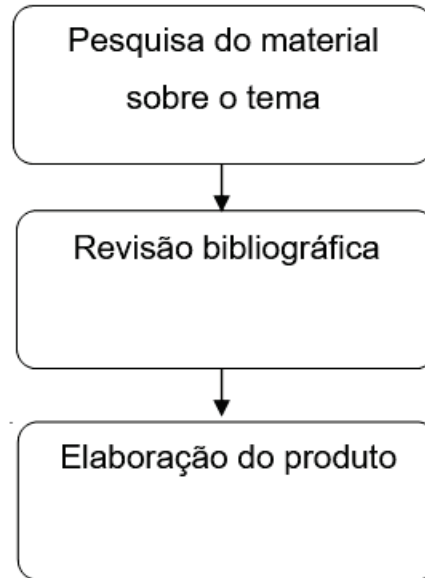 Pesquisa do material
sobre o tema
Revisão bibliográfica
Elaboração do produto